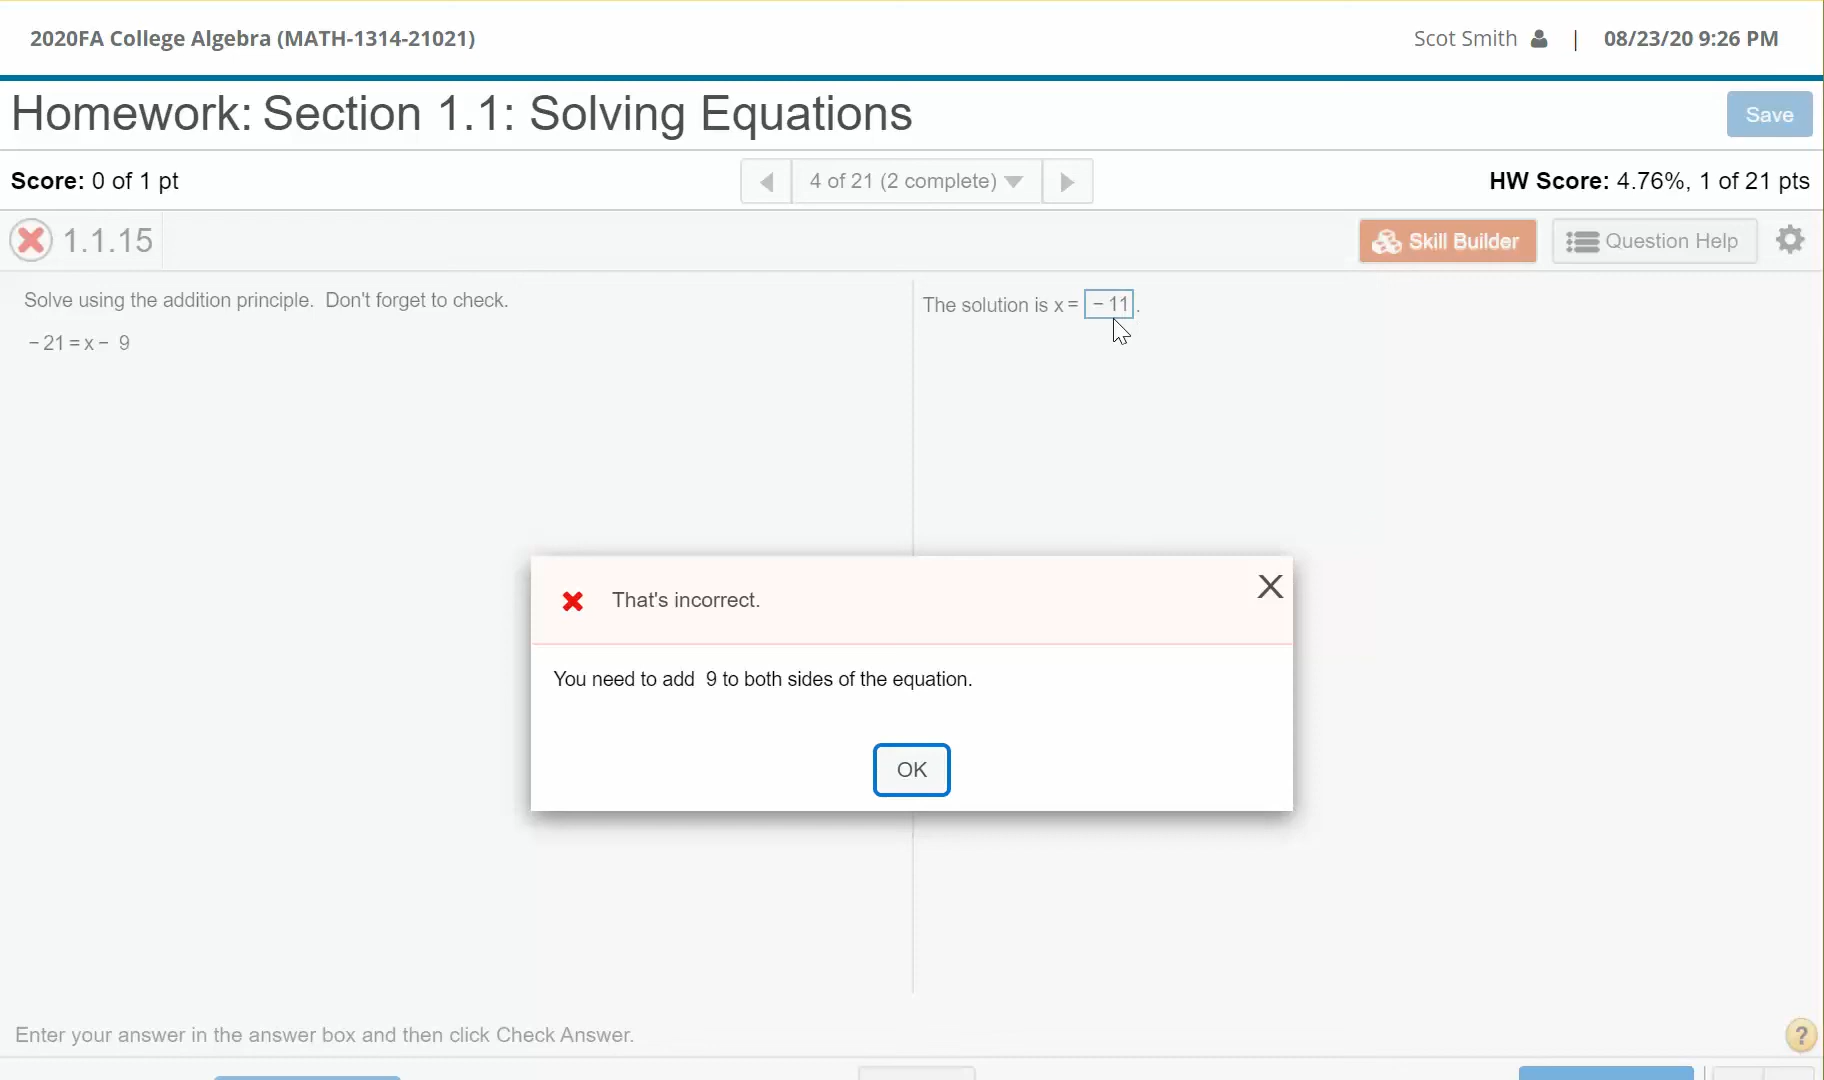 2020FA College Algebra (MATH-1314-21021)
Scot Smith | 08/23/20 9:26 PM
Homework: Section 1.1: Solving Equations
Save
Score: 0 of 1 pt
4 of 21 (2 complete)
HW Score: 4.76%, 1 of 21 pts
1.1.15
Skill Builder
Question Help
Solve using the addition principle. Don't forget to check.
− 21 = x − 9
The solution is x = − 11 .
That's incorrect.
X
You need to add 9 to both sides of the equation.
OK
Enter your answer in the answer box and then click Check Answer.
?